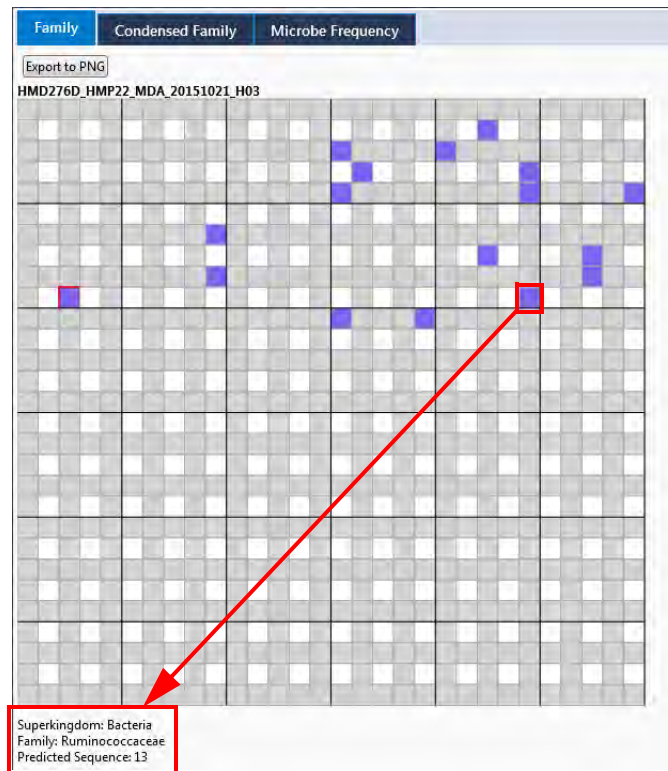 Family Condensed Family Microbe Frequency
Export to PNG
HMD276D_HMP22_MDA_20151021_H03
Superkingdom: Bacteria
Family: Ruminococcaceae
Predicted Sequence: 13